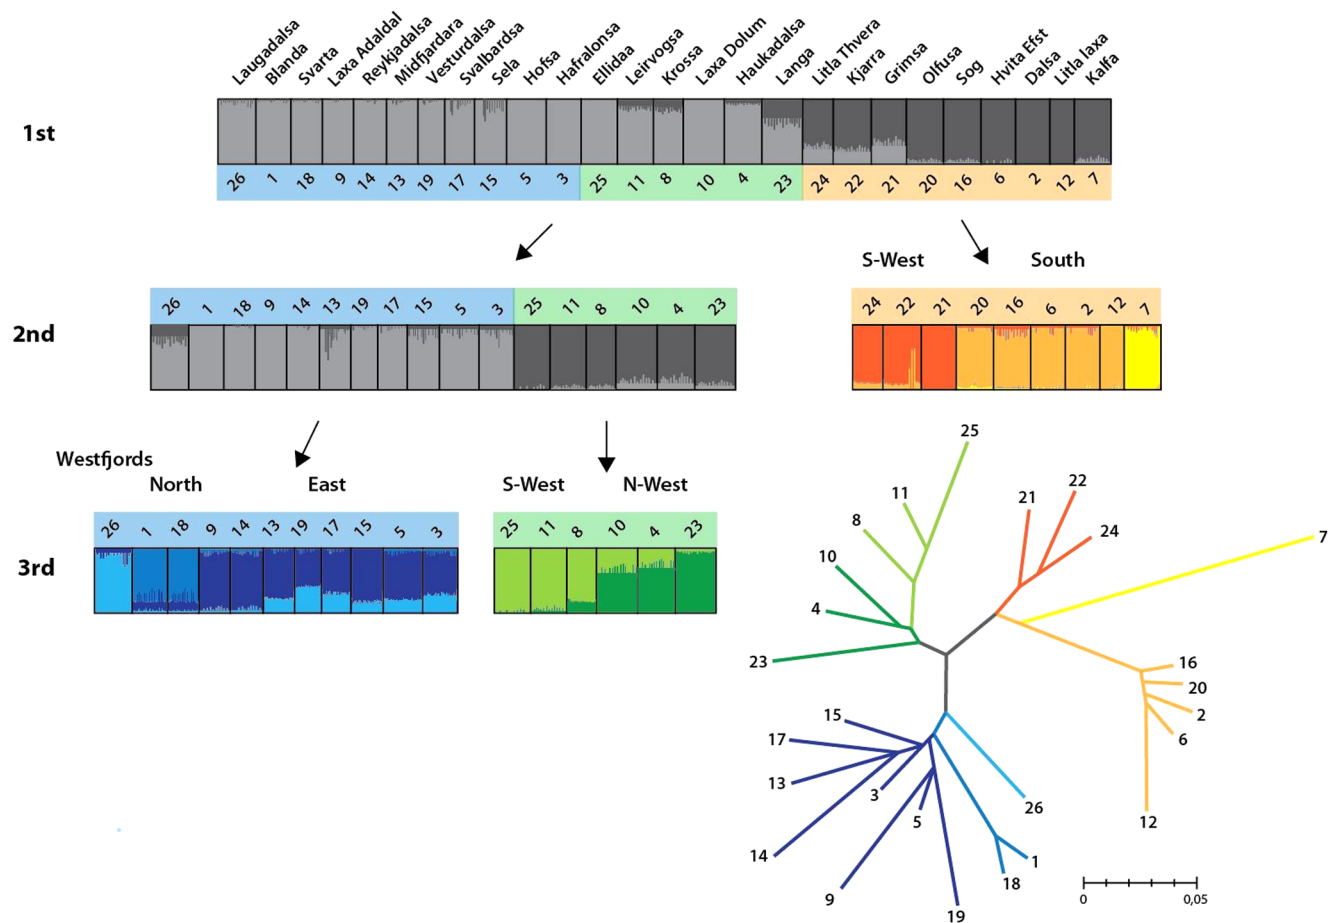 Laugadalsa Blanda Svarta Laxa Adaldal Reykjadalsa Midfjardara Vesturdalsa Svalbardsa Sela Hofsa Hafralonsa Ellidaa Leirvogsa Krossa Laxa Dolum Haukadalsa Langa Litla Thvera Kjarra Grimsa Olfusa Sog Hvita Efst Dalsa Litla laxa Kalfa
1st
26 1 18 9 14 13 19 17 15 5 3 25 11 8 10 4 23 24 22 21 20 16 6 2 12 7
S-West South
2nd
26 1 18 9 14 13 19 17 15 5 3 25 11 8 10 4 23
24 22 21 20 16 6 2 12 7
Westfjords
North East
S-West N-West
3rd
26 1 18 9 14 13 19 17 15 5 3
25 11 8 10 4 23
25
11
8
10
4
23
21
22
24
7
16
20
2
6
12
15
17
13
3
5
14
9
19
26
1
18
0 0,05